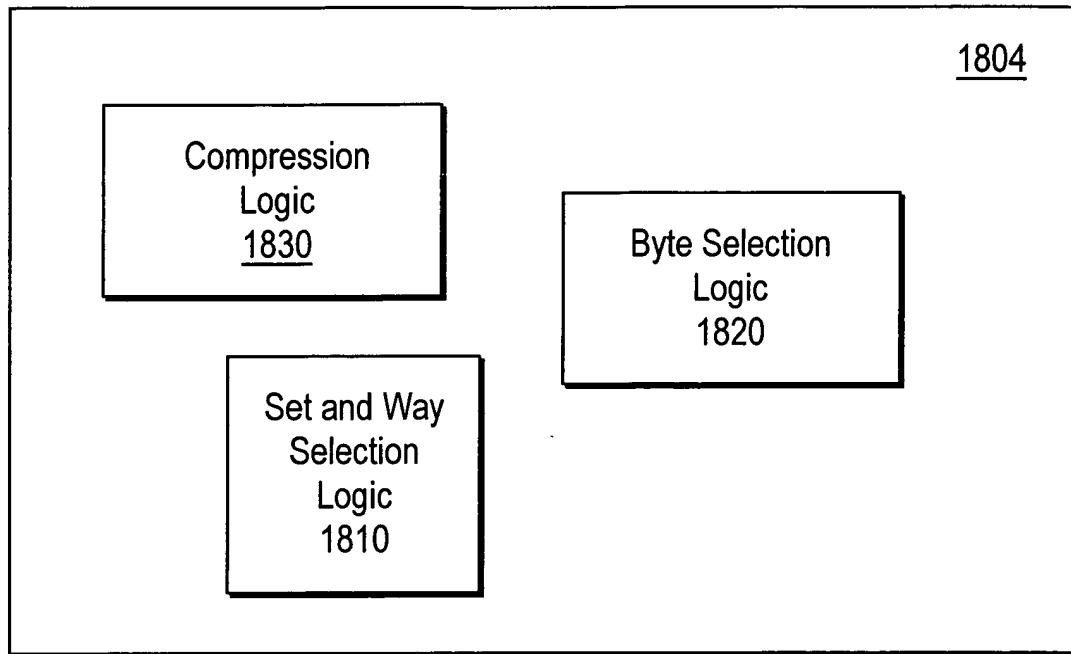 1804
Compression
Logic
1830
Byte Selection
Logic
1820
Set and Way
Selection
Logic
1810